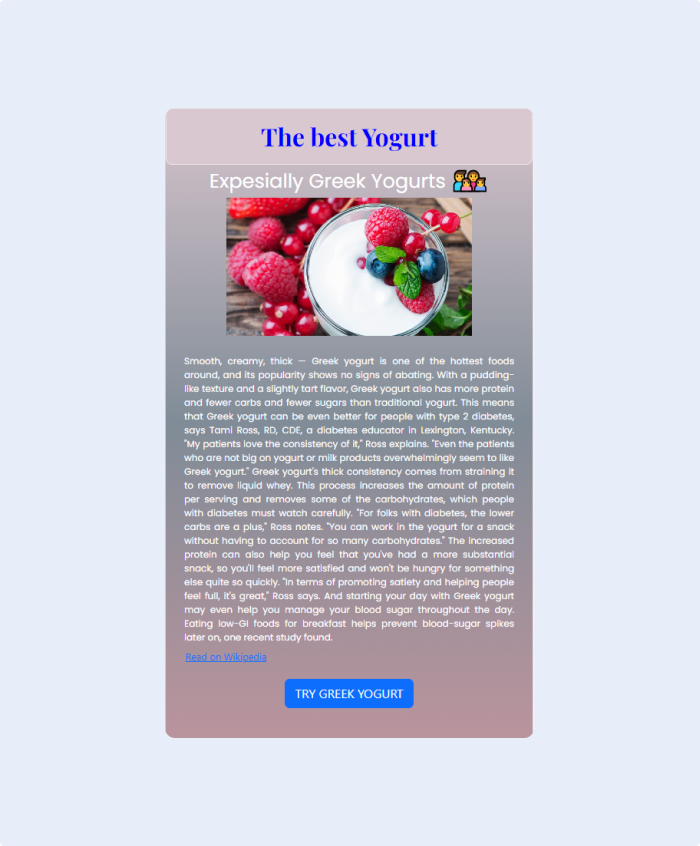 The best Yogurt
Expesially Greek Yogurts 👨‍👩‍👧‍👦
Smooth, creamy, thick — Greek yogurt is one of the hottest foods
around, and its popularity shows no signs of abating. With a pudding-
like texture and a slightly tart flavor, Greek yogurt also has more protein
and fewer carbs and fewer sugars than traditional yogurt. This means
that Greek yogurt can be even better for people with type 2 diabetes,
says Tami Ross, RD, CDE, a diabetes educator in Lexington, Kentucky.
"My patients love the consistency of it," Ross explains. "Even the patients
who are not big on yogurt or milk products overwhelmingly seem to like
Greek yogurt." Greek yogurt's thick consistency comes from straining it
to remove liquid whey. This process increases the amount of protein
per serving and removes some of the carbohydrates, which people
with diabetes must watch carefully. "For folks with diabetes, the lower
carbs are a plus," Ross notes. "You can work in the yogurt for a snack
without having to account for so many carbohydrates." The increased
protein can also help you feel that you've had a more substantial
snack, so you'll feel more satisfied and won't be hungry for something
else quite so quickly. "In terms of promoting satiety and helping people
feel full, it's great," Ross says. And starting your day with Greek yogurt
may even help you manage your blood sugar throughout the day.
Eating low-GI foods for breakfast helps prevent blood-sugar spikes
later on, one recent study found.
Read on Wikipedia
TRY GREEK YOGURT